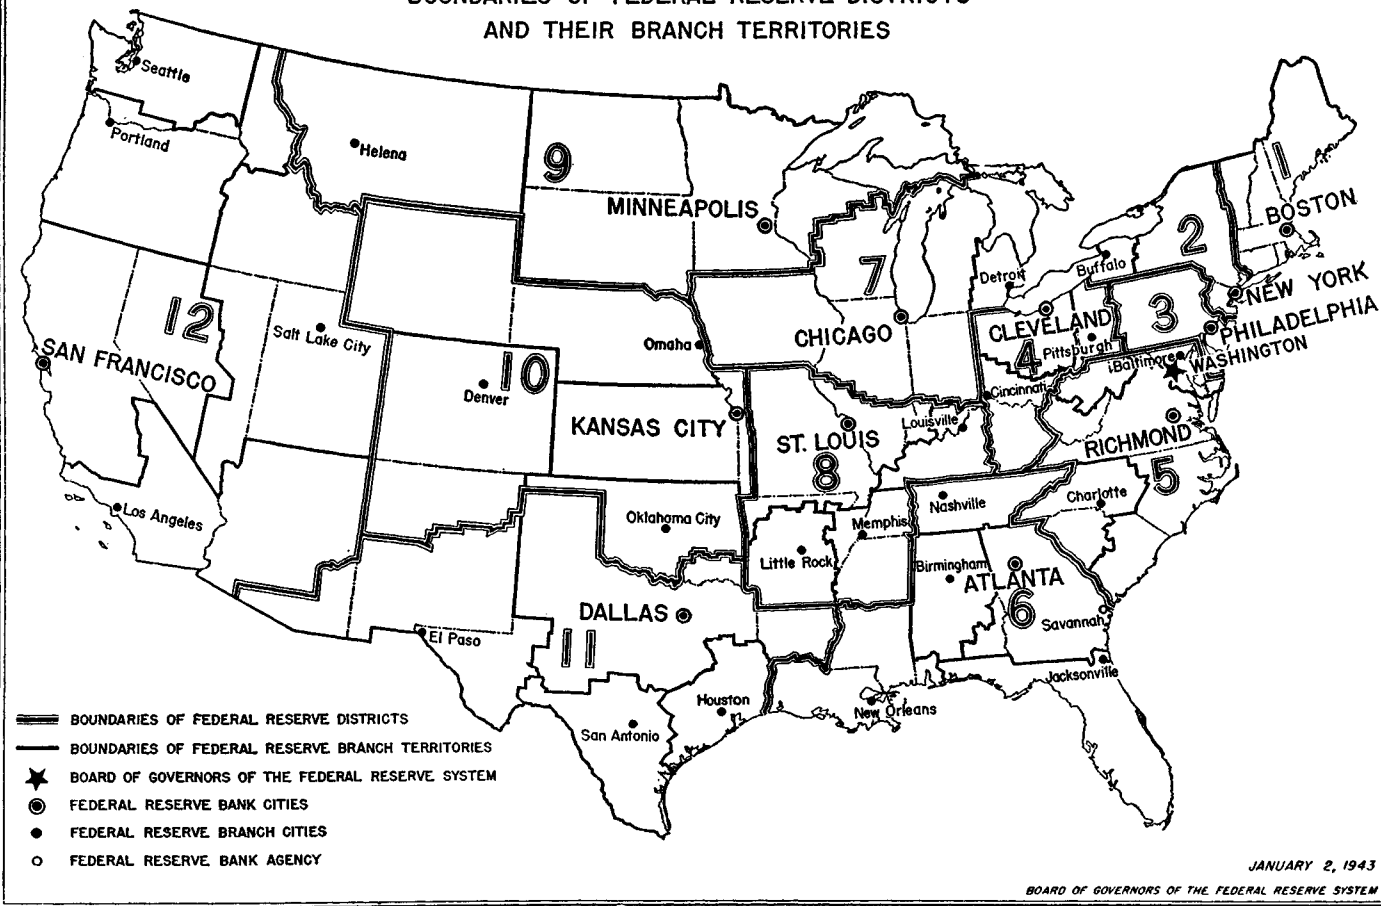 BOUNDARIES OF FEDERAL RESERVE DISTRICTS
AND THEIR BRANCH TERRITORIES
Seattle
Portland
Helena
9
MINNEAPOLIS
1
BOSTON
2
Buffalo
Detroit
7
12
SAN FRANCISCO
Salt Lake City
Omaha
CHICAGO
CLEVELAND
4
Pittsburgh
3
NEW YORK
PHILADELPHIA
WASHINGTON
Baltimore
10
Denver
KANSAS CITY
Cincinnati
Louisville
ST. LOUIS
8
RICHMOND
5
Los Angeles
Oklahoma City
Memphis
Nashville
Charlotte
Little Rock
Birmingham
ATLANTA
6
Savannah
DALLAS
11
El Paso
Jacksonville
Houston
New Orleans
San Antonio
BOUNDARIES OF FEDERAL RESERVE DISTRICTS
BOUNDARIES OF FEDERAL RESERVE BRANCH TERRITORIES
BOARD OF GOVERNORS OF THE FEDERAL RESERVE SYSTEM
FEDERAL RESERVE BANK CITIES
FEDERAL RESERVE BRANCH CITIES
FEDERAL RESERVE BANK AGENCY
JANUARY 2, 1943
BOARD OF GOVERNORS OF THE FEDERAL RESERVE SYSTEM